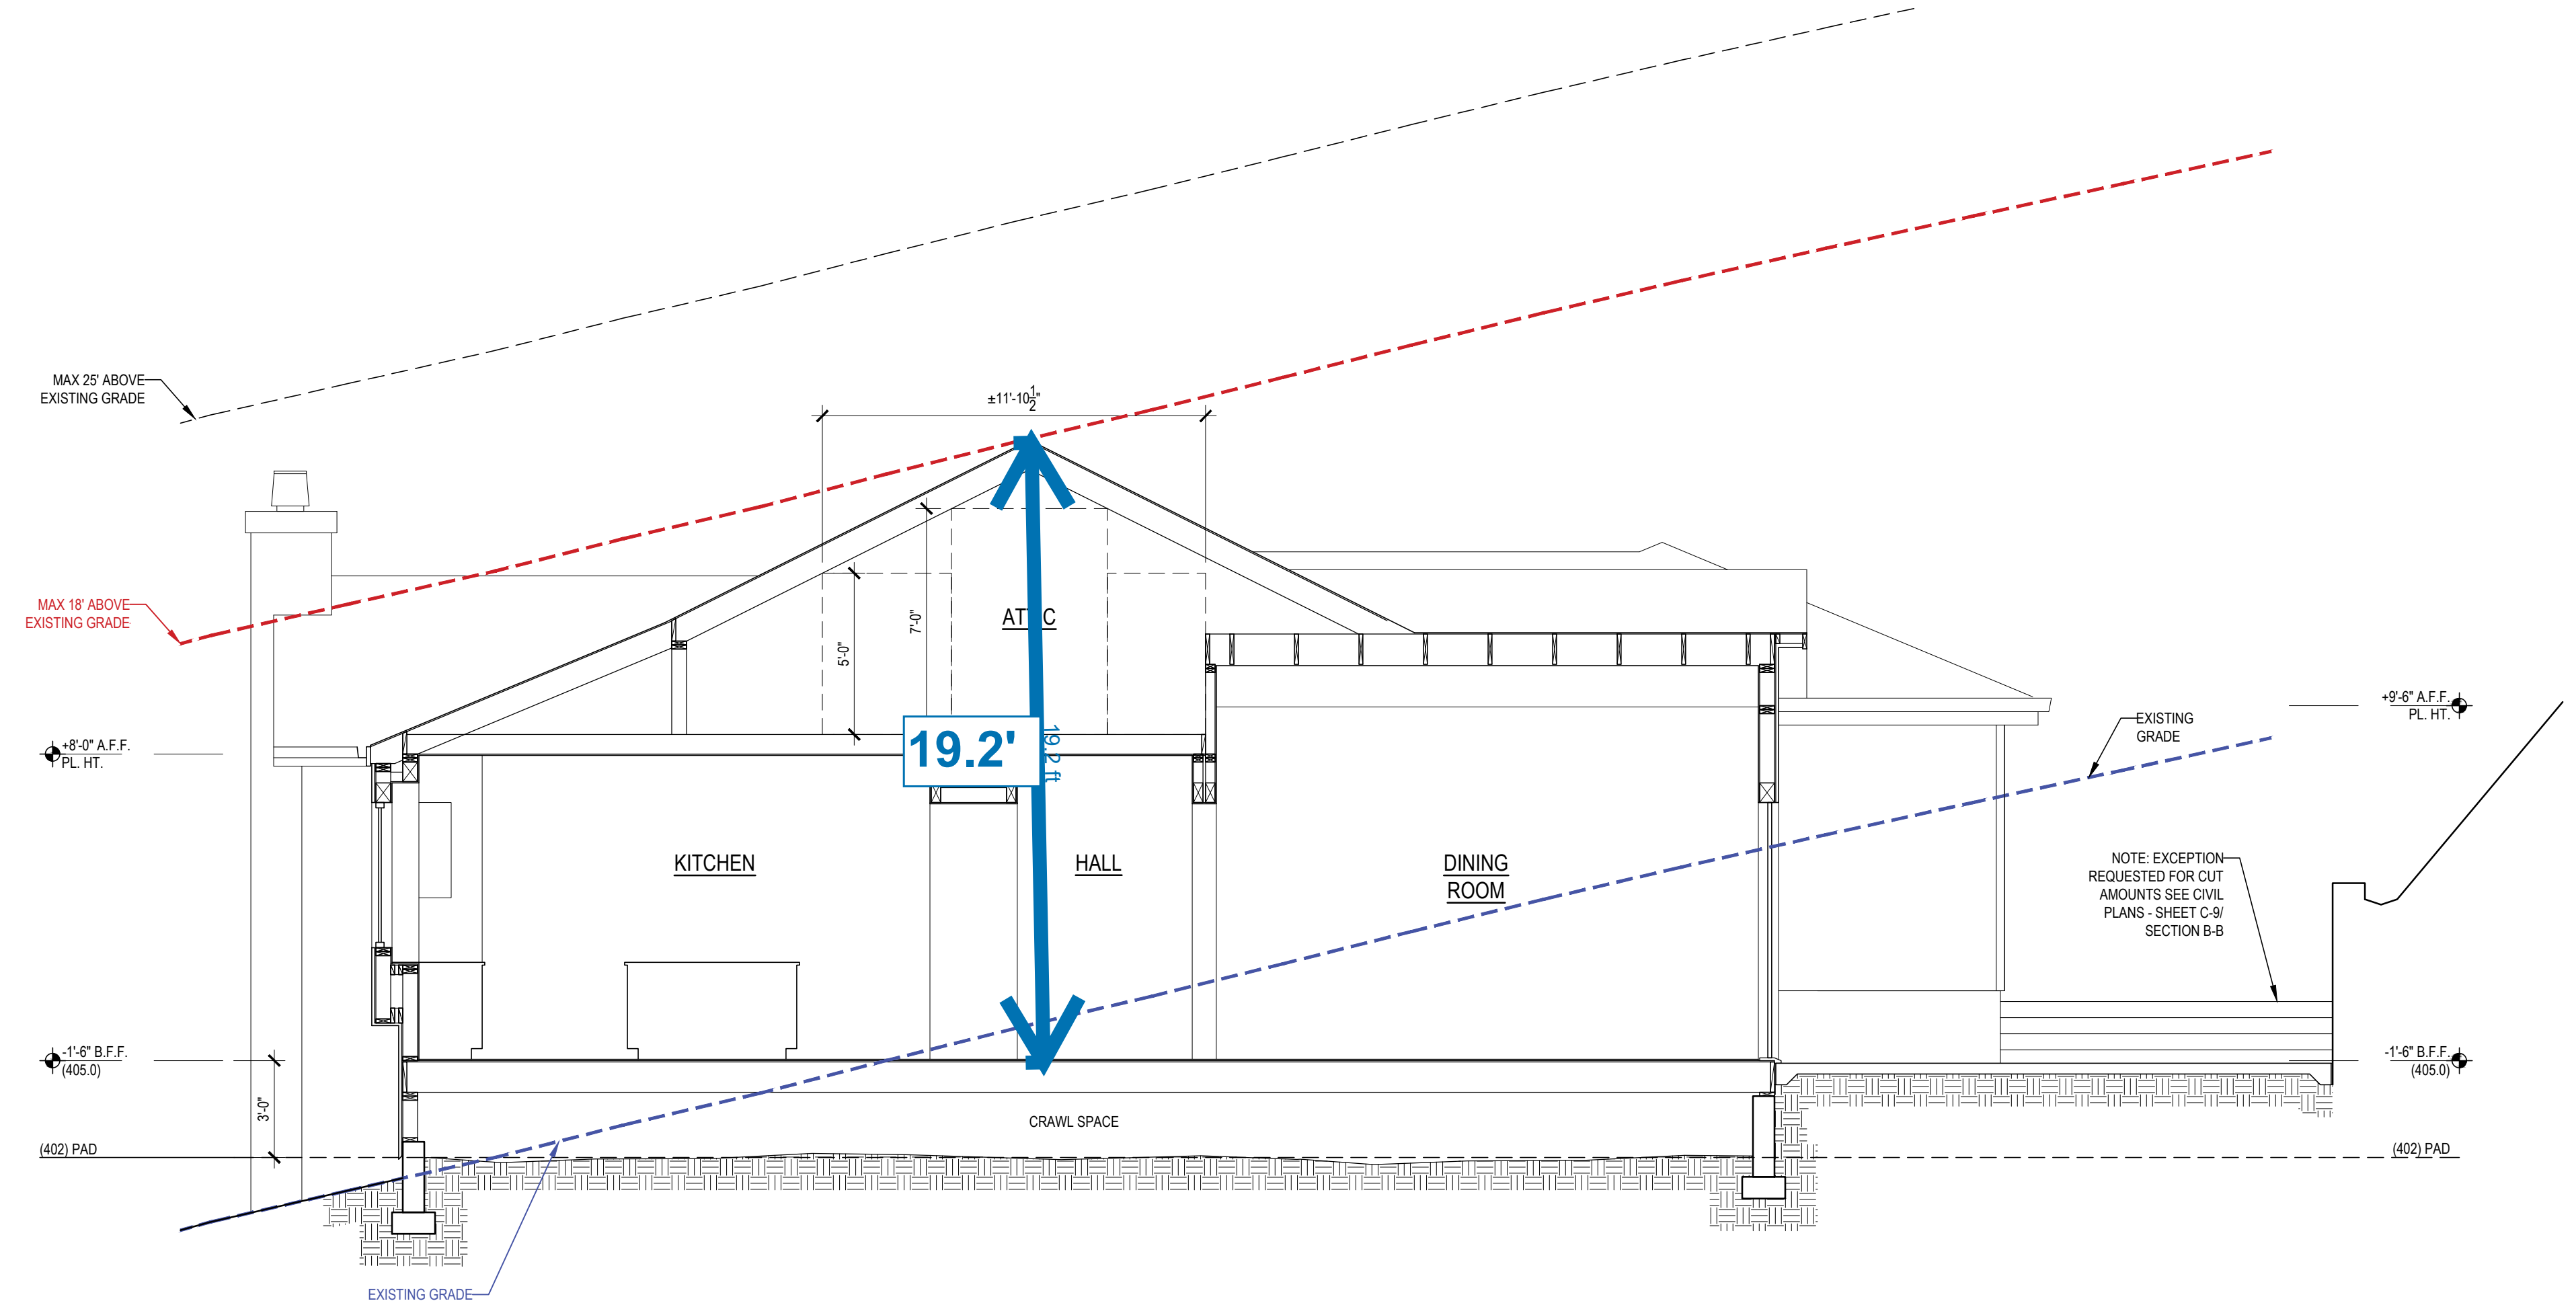 MAX 25' ABOVE
EXISTING GRADE
±11'-10 1/2"
MAX 18' ABOVE
EXISTING GRADE
ATTIC
7'-0"
5'-0"
19.2'
19.2 ft
+8'-0" A.F.F.
PL. HT.
+9'-6" A.F.F.
PL. HT.
EXISTING
GRADE
KITCHEN
HALL
DINING
ROOM
NOTE: EXCEPTION
REQUESTED FOR CUT
AMOUNTS SEE CIVIL
PLANS - SHEET C-9/
SECTION B-B
-1'-6" B.F.F.
(405.0)
-1'-6" B.F.F.
(405.0)
3'-0"
CRAWL SPACE
(402) PAD
(402) PAD
EXISTING GRADE